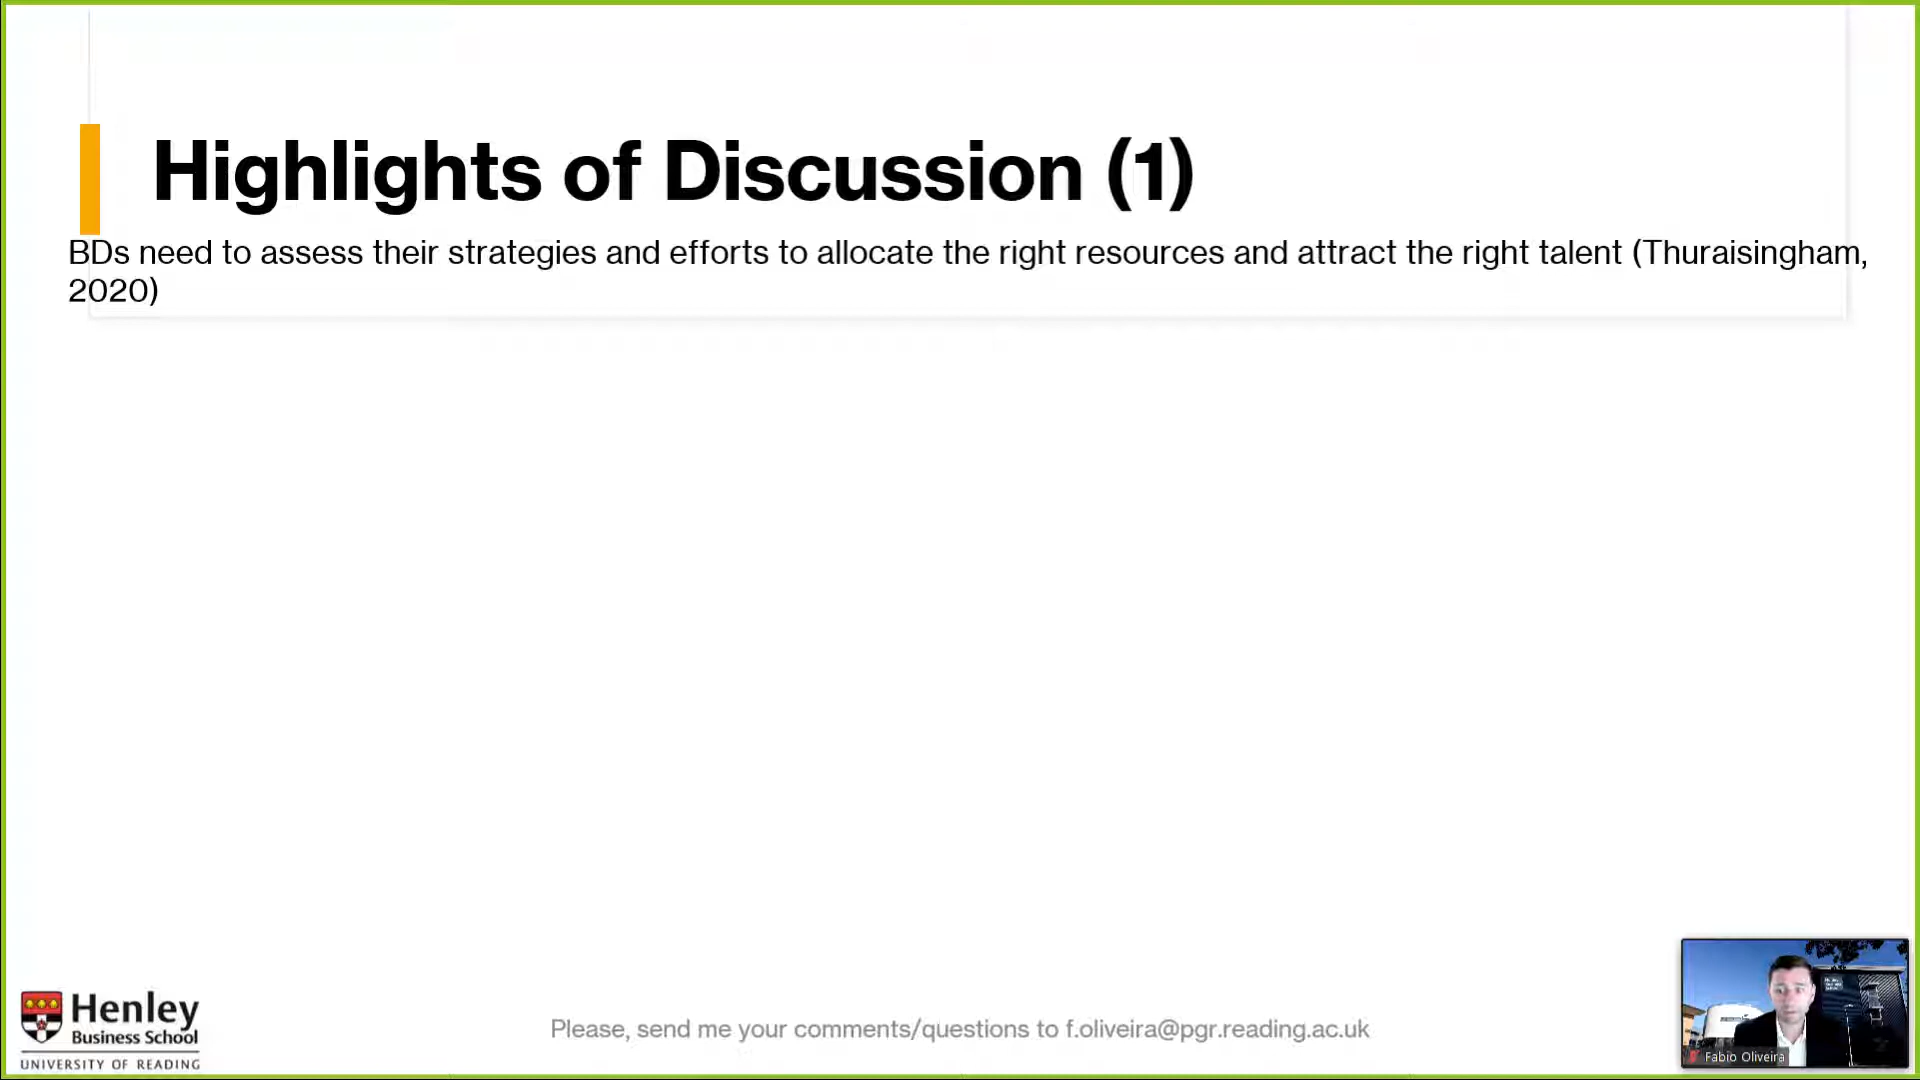 Highlights of Discussion (1)
BDs need to assess their strategies and efforts to allocate the right resources and attract the right talent (Thuraisingham,
2020)
Henley
Business School
UNIVERSITY OF READING
Please, send me your comments/questions to f.oliveira@pgr.reading.ac.uk
Fabio Oliveira